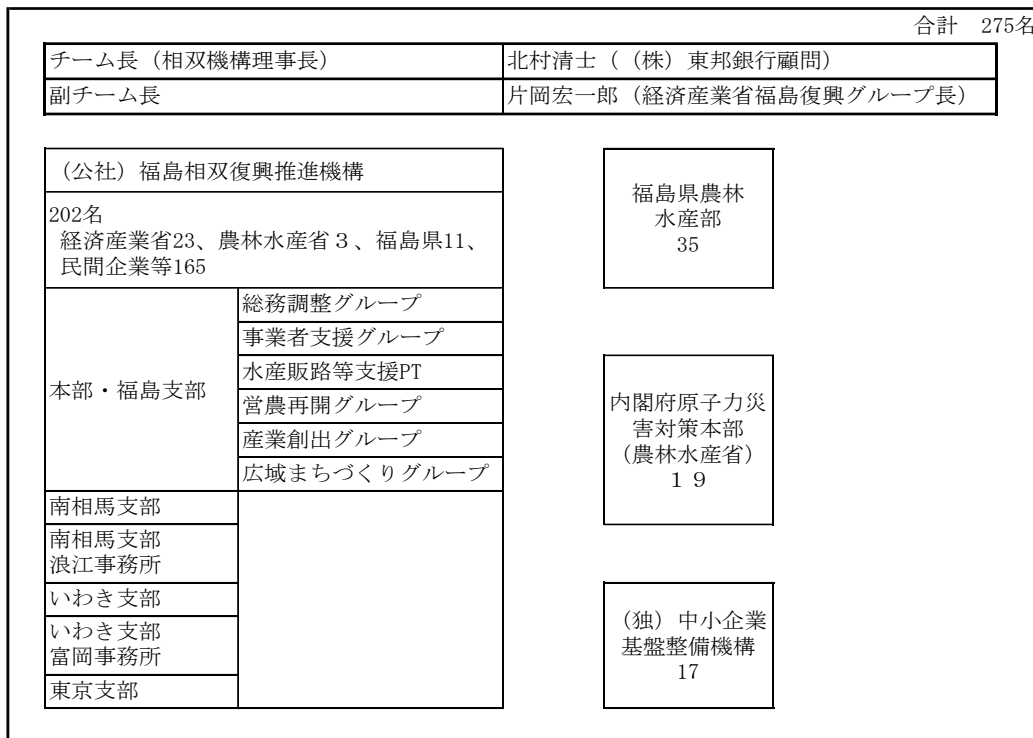 合計　275名
チーム長（相双機構理事長）
北村清士（（株）東邦銀行顧問）
副チーム長
片岡宏一郎（経済産業省福島復興グループ長）
（公社）福島相双復興推進機構
202名
経済産業省23、農林水産省３、福島県11、
民間企業等165
本部・福島支部
総務調整グループ
事業者支援グループ
水産販路等支援PT
営農再開グループ
産業創出グループ
広域まちづくりグループ
南相馬支部
南相馬支部
浪江事務所
いわき支部
いわき支部
富岡事務所
東京支部
福島県農林
水産部
35
内閣府原子力災
害対策本部
（農林水産省）
１９
（独）中小企業
基盤整備機構
17